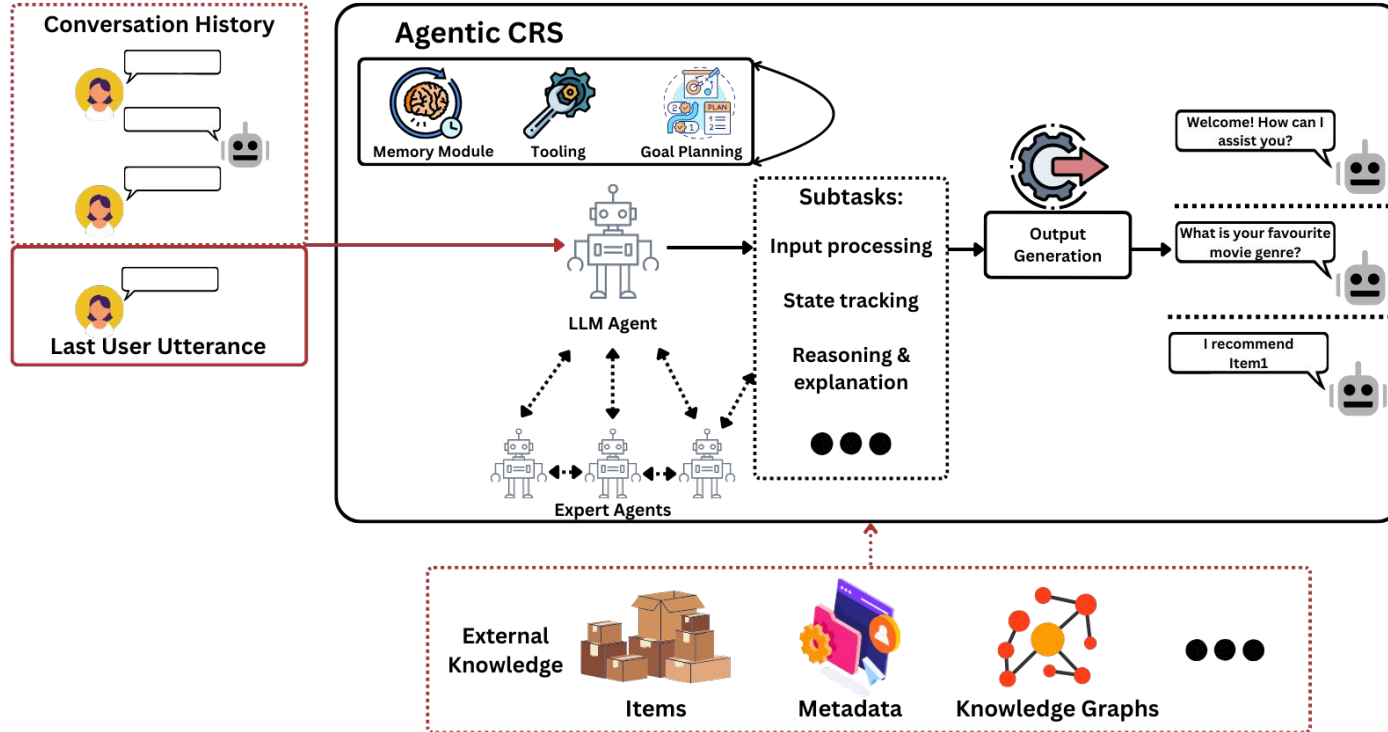 Conversation History
Last User Utterance
Agentic CRS
Memory Module
Tooling
Goal Planning
LLM Agent
Expert Agents
Subtasks:
Input processing
State tracking
Reasoning &
explanation
Output
Generation
Welcome! How can I
assist you?
What is your favourite
movie genre?
I recommend
Item1
External
Knowledge
Items
Metadata
Knowledge Graphs